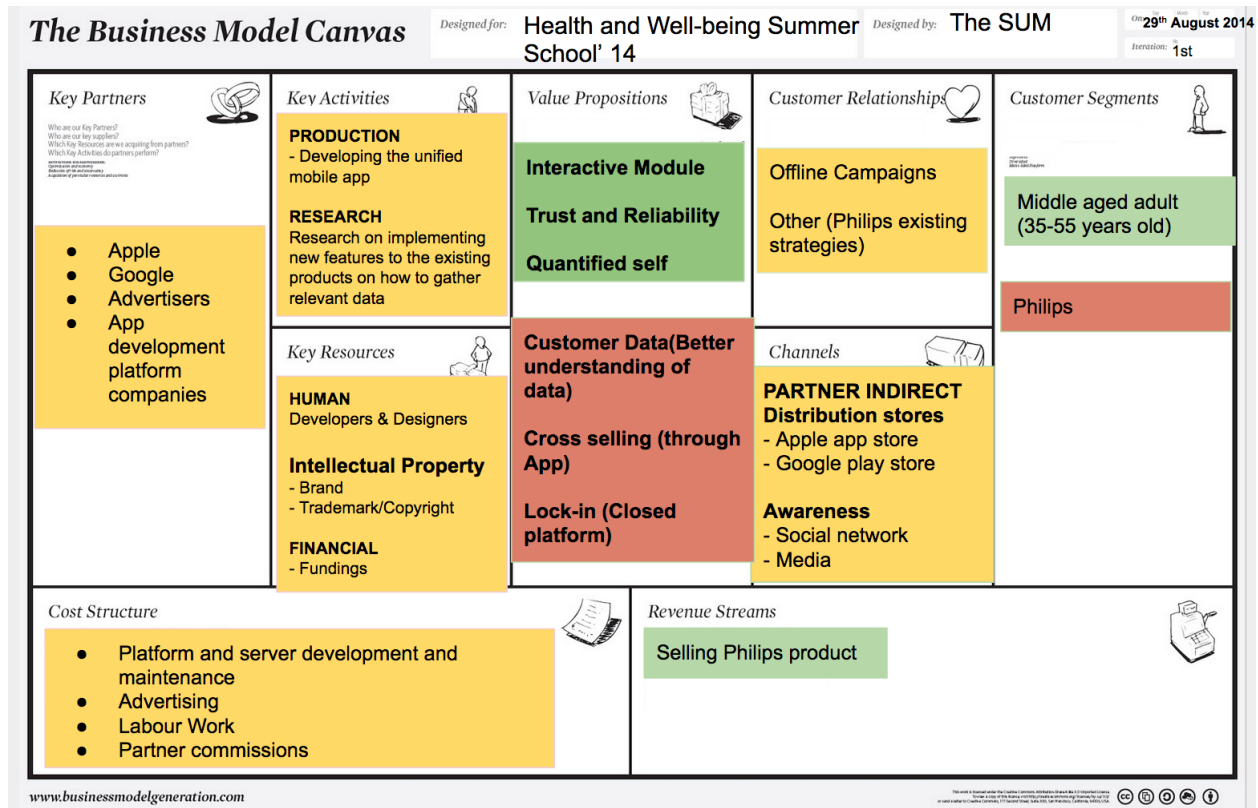 The Business Model Canvas
Designed for:
Health and Well-being Summer
School’ 14
Designed by:
The SUM
On:
Day Month Year
29th August 2014
Iteration:
1st
Key Partners
Who are our Key Partners?
Who are our key suppliers?
Which Key Resources are we acquiring from partners?
Which Key Activities do partners perform?
● Apple
● Google
● Advertisers
● App
development
platform
companies
Key Activities
PRODUCTION
- Developing the unified
mobile app
RESEARCH
Research on implementing
new features to the existing
products on how to gather
relevant data
Key Resources
HUMAN
Developers & Designers
Intellectual Property
- Brand
- Trademark/Copyright
FINANCIAL
- Fundings
Value Propositions
Interactive Module
Trust and Reliability
Quantified self
Customer Data(Better
understanding of
data)
Cross selling (through
App)
Lock-in (Closed
platform)
Customer Relationships
Offline Campaigns
Other (Philips existing
strategies)
Channels
PARTNER INDIRECT
Distribution stores
- Apple app store
- Google play store
Awareness
- Social network
- Media
Customer Segments
Middle aged adult
(35-55 years old)
Philips
Cost Structure
● Platform and server development and
maintenance
● Advertising
● Labour Work
● Partner commissions
Revenue Streams
Selling Philips product
www.businessmodelgeneration.com